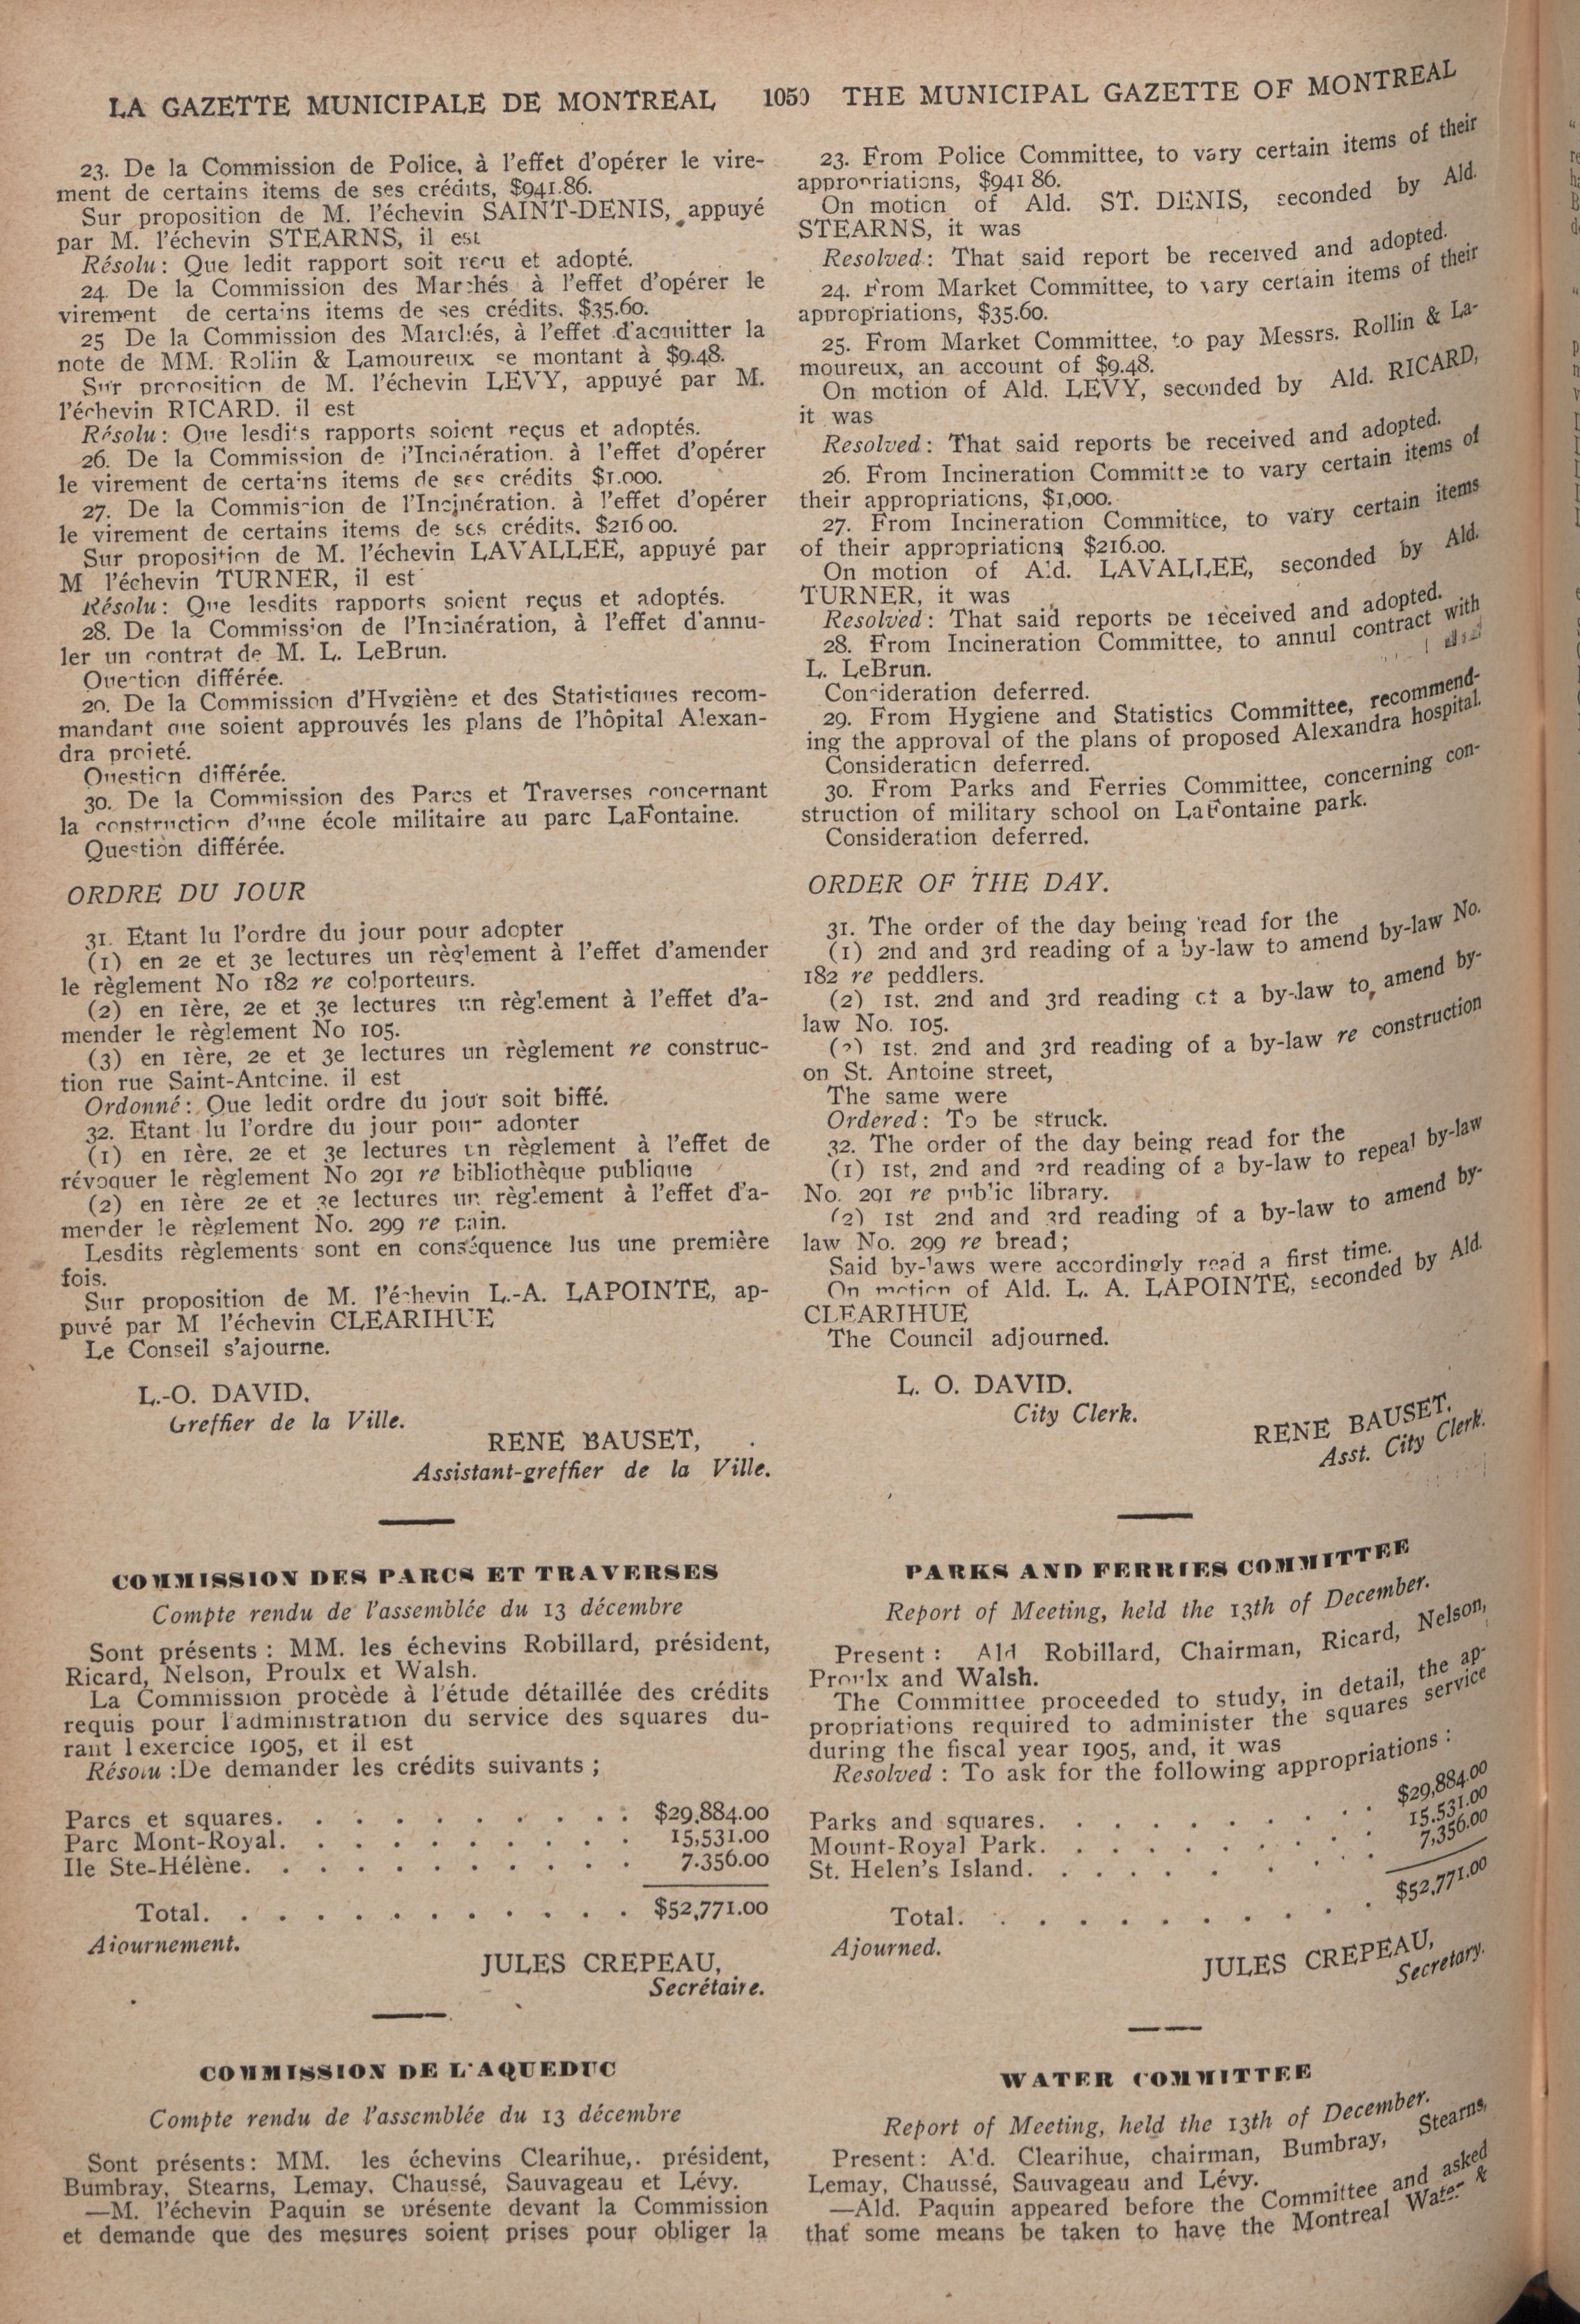 LA GAZETTE MUNICIPALE DE MONTREAL 1050 THE MUNICIPAL GAZETTE OF MONTREAL
23. De la Commission de Police, à l'effet d'opérer le vire-
ment de certains items de ses crédits, $941.86.
Sur proposition de M. l'échevin SAINT-DENIS, appuyé
par M. l'échevin STEARNS, il est
Résolu: Que ledit rapport soit reçu et adopté.
24. De la Commission des Marchés à l'effet d'opérer le
virement de certains items de ses crédits. $35.60.
25 De la Commission des Marchés, à l'effet d'acquitter la
note de MM. Rollin & Lamoureux se montant à $9.48.
Sur proposition de M. l'échevin LEVY, appuyé par M.
l'échevin RICARD. il est
Résolu: Que lesdits rapports soient reçus et adoptés.
26. De la Commission de l'Incinération. à l'effet d'opérer
le virement de certains items de ses crédits $1.000.
27. De la Commission de l'Incinération. à l'effet d'opérer
le virement de certains items de ses crédits. $216 00.
Sur proposition de M. l'échevin LAVALLEE, appuyé par
M l'échevin TURNER, il est
Résolu: Que lesdits rapports soient reçus et adoptés.
28. De la Commission de l'Incinération, à l'effet d'annu-
ler un contrat de M. L. LeBrun.
Question différée.
29. De la Commission d'Hygiène et des Statistiques recom-
mandant que soient approuvés les plans de l'hôpital Alexan-
dra projeté.
Question différée.
30. De la Commission des Parcs et Traverses concernant
la construction d'une école militaire au parc LaFontaine.
Question différée.
ORDRE DU JOUR
31. Etant lu l'ordre du jour pour adopter
(1) en 2e et 3e lectures un règlement à l'effet d'amender
le règlement No 182 re colporteurs.
(2) en 1ère, 2e et 3e lectures un règlement à l'effet d'a-
mender le règlement No 105.
(3) en 1ère, 2e et 3e lectures un règlement re construc-
tion rue Saint-Antoine. il est
Ordonné: Que ledit ordre du jour soit biffé.
32. Etant lu l'ordre du jour pour adopter
(1) en 1ère. 2e et 3e lectures un règlement à l'effet de
révoquer le règlement No 291 re bibliothèque publique
(2) en 1ère 2e et 3e lectures un règlement à l'effet d'a-
mender le règlement No. 299 re pain.
Lesdits règlements sont en conséquence lus une première
fois.
Sur proposition de M. l'échevin L.-A. LAPOINTE, ap-
puyé par M l'échevin CLEARIHUE
Le Conseil s'ajourne.
L.-O. DAVID.
Greffier de la Ville.
RENE BAUSET,
Assistant-greffier de la Ville.
COMMISSION DES PARCS ET TRAVERSES
Compte rendu de l'assemblée du 13 décembre
Sont présents : MM. les échevins Robillard, président,
Ricard, Nelson, Proulx et Walsh.
La Commission procède à l'étude détaillée des crédits
requis pour l'administration du service des squares du-
rant l exercice 1905, et il est
Résolu :De demander les crédits suivants ;
Parcs et squares. . . . . . . . . . $29,884.00
Parc Mont-Royal. . . . . . . . . . 15,531.00
Ile Ste-Hélène. . . . . . . . . . . 7.356.00
Total. . . . . . . . . . . . $52,771.00
Ajournement.
JULES CREPEAU,
Secrétaire.
COMMISSION DE L'AQUEDUC
Compte rendu de l'assemblée du 13 décembre
Sont présents: MM. les échevins Clearihue,. président,
Bumbray, Stearns, Lemay, Chaussé, Sauvageau et Lévy.
—M. l'échevin Paquin se présente devant la Commission
et demande que des mesures soient prises pour obliger la
23. From Police Committee, to vary certain items of their
appropriations, $941 86.
On motion of Ald. ST. DENIS, seconded by Ald.
STEARNS, it was
Resolved: That said report be received and adopted.
24. From Market Committee, to vary certain items of their
appropriations, $35.60.
25. From Market Committee, to pay Messrs. Rollin & La-
moureux, an account of $9.48.
On motion of Ald. LEVY, seconded by Ald. RICARD,
it was
Resolved: That said reports be received and adopted.
26. From Incineration Committee to vary certain items of
their appropriations, $1,000.
27. From Incineration Committee, to vary certain items
of their appropriations $216.00.
On motion of Ald. LAVALLEE, seconded by Ald.
TURNER, it was
Resolved: That said reports be received and adopted.
28. From Incineration Committee, to annul contract with
L. LeBrun.
Consideration deferred.
29. From Hygiene and Statistics Committee, recommend-
ing the approval of the plans of proposed Alexandra hospital.
Consideration deferred.
30. From Parks and Ferries Committee, concerning con-
struction of military school on LaFontaine park.
Consideration deferred.
ORDER OF THE DAY.
31. The order of the day being read for the
(1) 2nd and 3rd reading of a by-law to amend by-law No.
182 re peddlers.
(2) 1st. 2nd and 3rd reading of a by-law to, amend by-
law No. 105.
(3) 1st. 2nd and 3rd reading of a by-law re construction
on St. Antoine street,
The same were
Ordered: To be struck.
32. The order of the day being read for the
(1) 1st, 2nd and 3rd reading of a by-law to repeal by-law
No. 291 re public library.
(2) 1st 2nd and 3rd reading of a by-law to amend by-
law No. 299 re bread;
Said by-laws were accordingly read a first time.
On motion of Ald. L. A. LAPOINTE, seconded by Ald.
CLEARIHUE
The Council adjourned.
L. O. DAVID.
City Clerk.
RENE BAUSET.
Asst. City Clerk.
PARKS AND FERRIES COMMITTEE
Report of Meeting, held the 13th of December.
Present : Ald Robillard, Chairman, Ricard, Nelson,
Proulx and Walsh.
The Committee proceeded to study, in detail, the ap-
propriations required to administer the squares service
during the fiscal year 1905, and, it was
Resolved : To ask for the following appropriations :
Parks and squares. . . . . . . . . . $29,884.00
Mount-Royal Park. . . . . . . . . . 15.531.00
St. Helen's Island. . . . . . . . . . 7,356.00
Total. . . . . . . . . . . . $52,771.00
Ajourned.
JULES CREPEAU,
Secretary.
WATER COMMITTEE
Report of Meeting, held the 13th of December.
Present: Ald. Clearihue, chairman, Bumbray, Stearns,
Lemay, Chaussé, Sauvageau and Lévy.
—Ald. Paquin appeared before the Committee and asked
that some means be taken to have the Montreal Water &